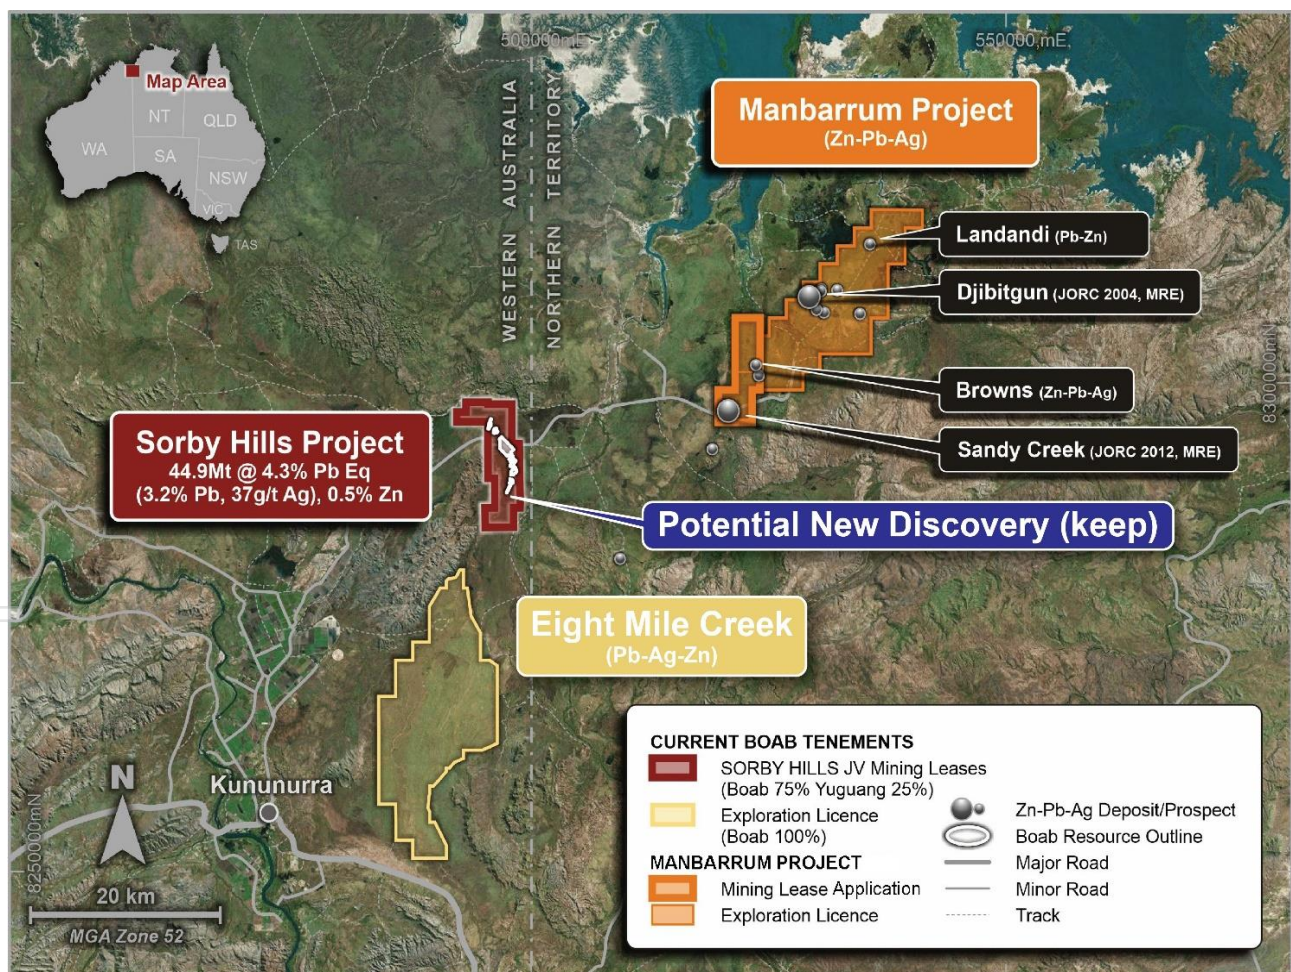 500000mE
550000 mE
Map Area
NT
QLD
WA
SA
NSW
VIC
TAS
WESTERN AUSTRALIA
NORTHERN TERRITORY
Manbarrum Project
(Zn-Pb-Ag)
Landandi (Pb-Zn)
Djibitgun (JORC 2004, MRE)
8300000mN
Browns (Zn-Pb-Ag)
Sandy Creek (JORC 2012, MRE)
Sorby Hills Project
44.9Mt @ 4.3% Pb Eq
(3.2% Pb, 37g/t Ag), 0.5% Zn
Potential New Discovery (keep)
Eight Mile Creek
(Pb-Ag-Zn)
Kununurra
N
8250000mN
20 km
MGA Zone 52
CURRENT BOAB TENEMENTS
SORBY HILLS JV Mining Leases
(Boab 75% Yuguang 25%)
Exploration Licence
(Boab 100%)
MANBARRUM PROJECT
Mining Lease Application
Exploration Licence
Zn-Pb-Ag Deposit/Prospect
Boab Resource Outline
Major Road
Minor Road
Track